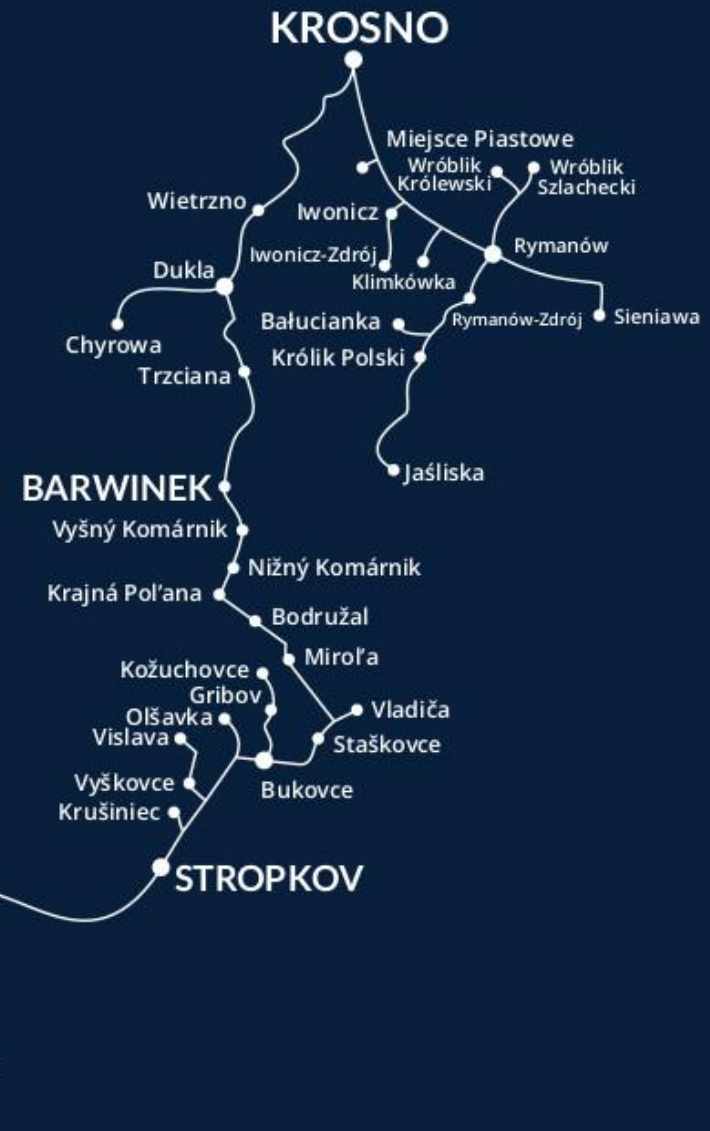 KROSNO
Miejsce Piastowe
Wróblik
Królewski
Wróblik
Szlachecki
Wietrzno
Iwonicz
Rymanów
Iwonicz-Zdrój
Dukla
Klimkówka
Sieniawa
Bałucianka
Rymanów-Zdrój
Chyrowa
Królik Polski
Trzciana
Jaśliska
BARWINEK
Vyšný Komárnik
Nižný Komárnik
Krajná Poľana
Bodružal
Miroľa
Kožuchovce
Gribov
Vladiča
Olšavka
Vislava
Staškovce
Vyškovce
Bukovce
Krušiniec
STROPKOV